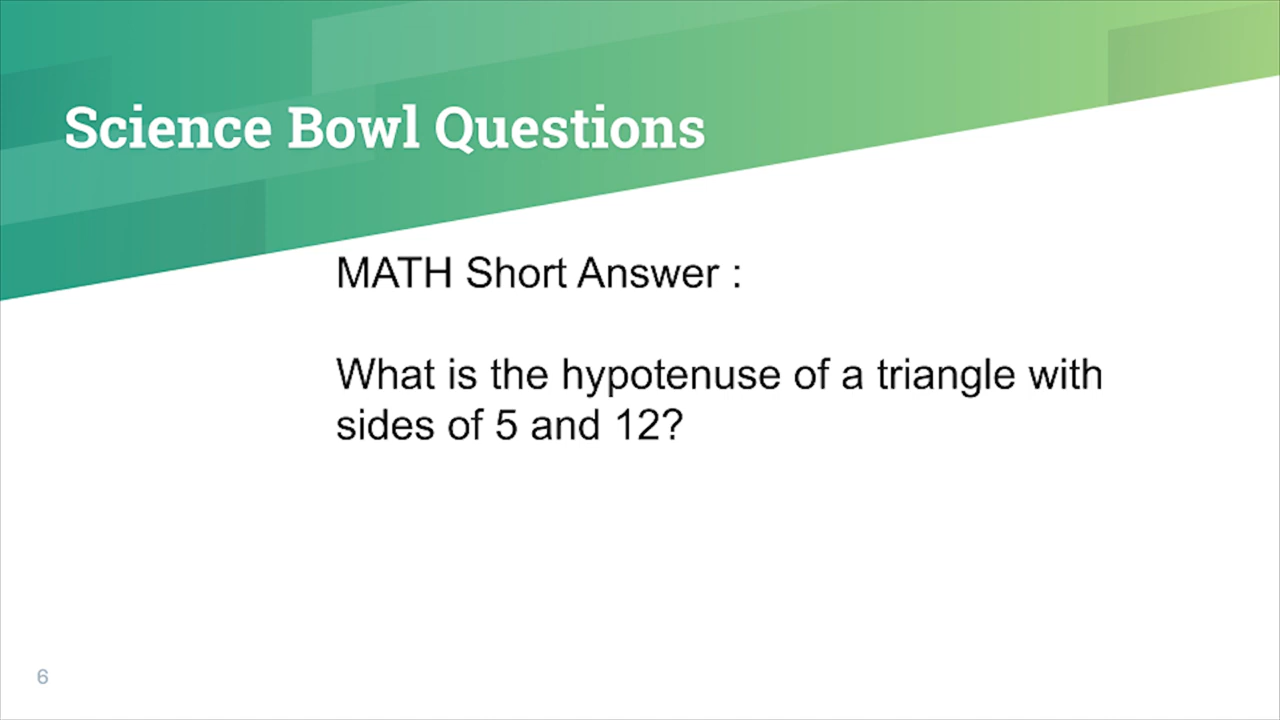 Science Bowl Questions
MATH Short Answer :
What is the hypotenuse of a triangle with
sides of 5 and 12?
6